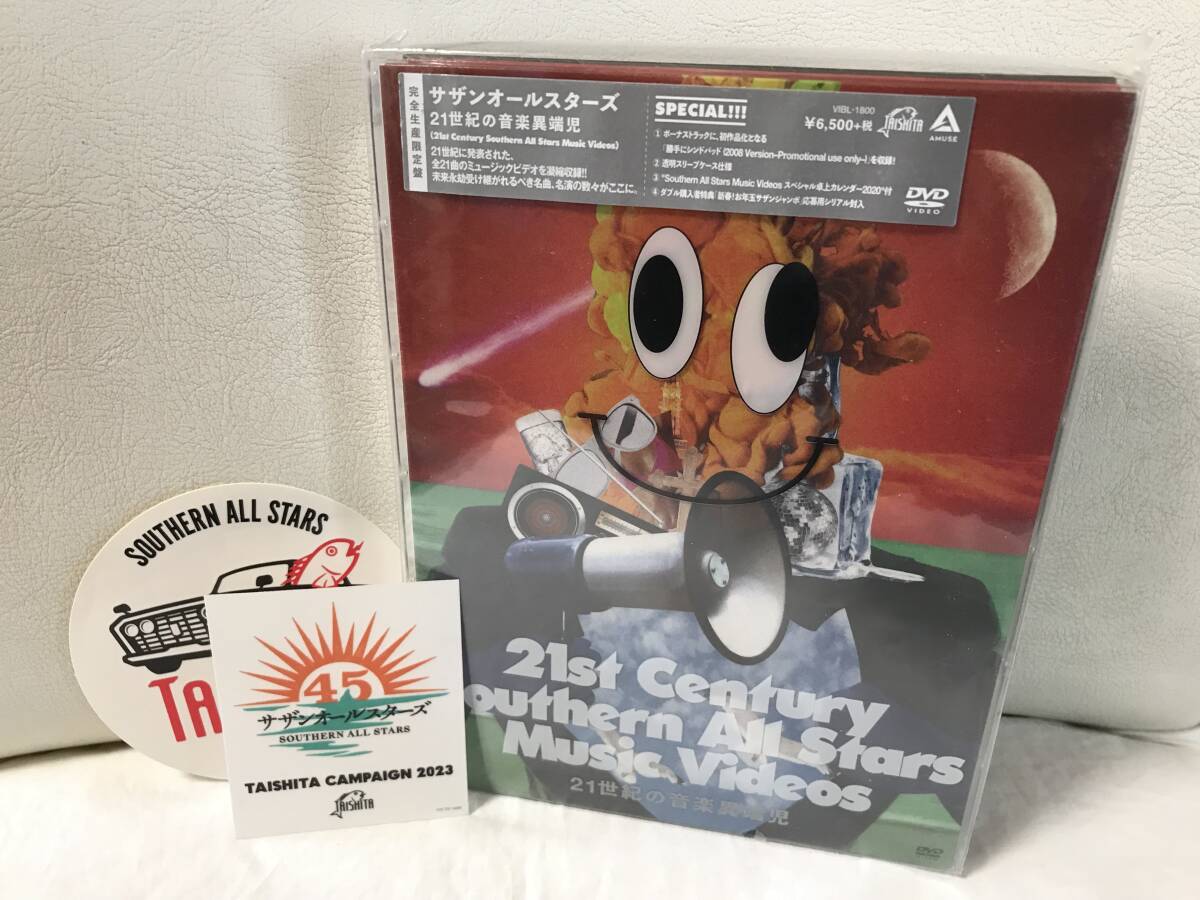 完全生産限定盤
サザンオールスターズ
21世紀の音楽異端児
(21st Century Southern All Stars Music Videos)
21世紀に発表された、
全21曲のミュージックビデオを凝縮収録!!
未来永劫受け継がれるべき名曲、名演の数々がここに。
SPECIAL!!!
① ボーナストラックに、初作品化となる
「勝手にシンドバッド (2008 Version-Promotional use only-)」を収録!
② 透明スリーブケース仕様
③ "Southern All Stars Music Videos スペシャル卓上カレンダー2020"付
④ ダブル購入者特典「新春!お年玉サザンジャンボ」応募用シリアル封入
VIBL-1800
¥6,500+税
TAISHITA
AMUSE
DVD
VIDEO
21st Century
outhern All Stars
Music Videos
21世紀の音楽異端児
DVD
SOUTHERN ALL STARS
TA
45
サザンオールスターズ
SOUTHERN ALL STARS
TAISHITA CAMPAIGN 2023
TAISHITA